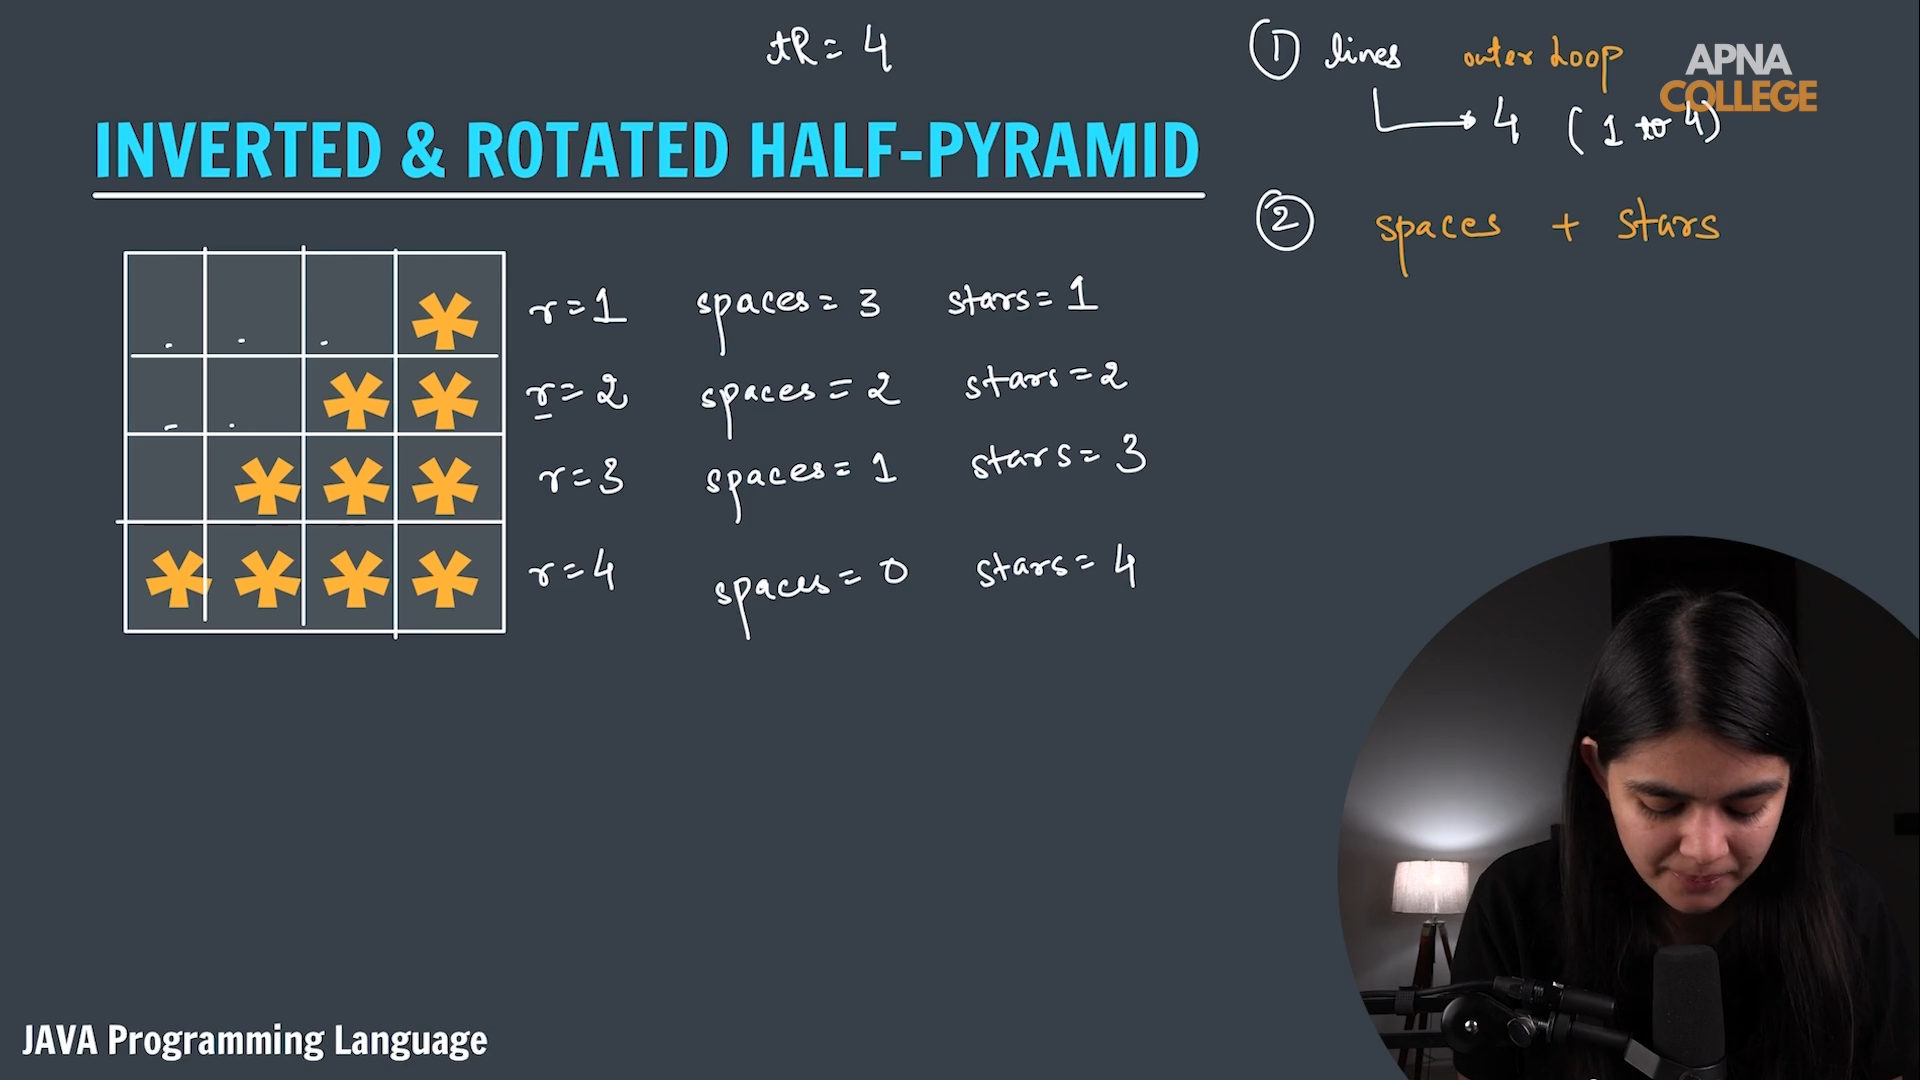 tR = 4
① lines outer Loop
APNA
COLLEGE
4 (1 to 4)
INVERTED & ROTATED HALF-PYRAMID
② spaces + stars
* r=1 spaces=3 stars=1
* * r=2 spaces=2 stars=2
* * * r=3 spaces=1 stars=3
* * * * r=4 spaces=0 stars=4
JAVA Programming Language